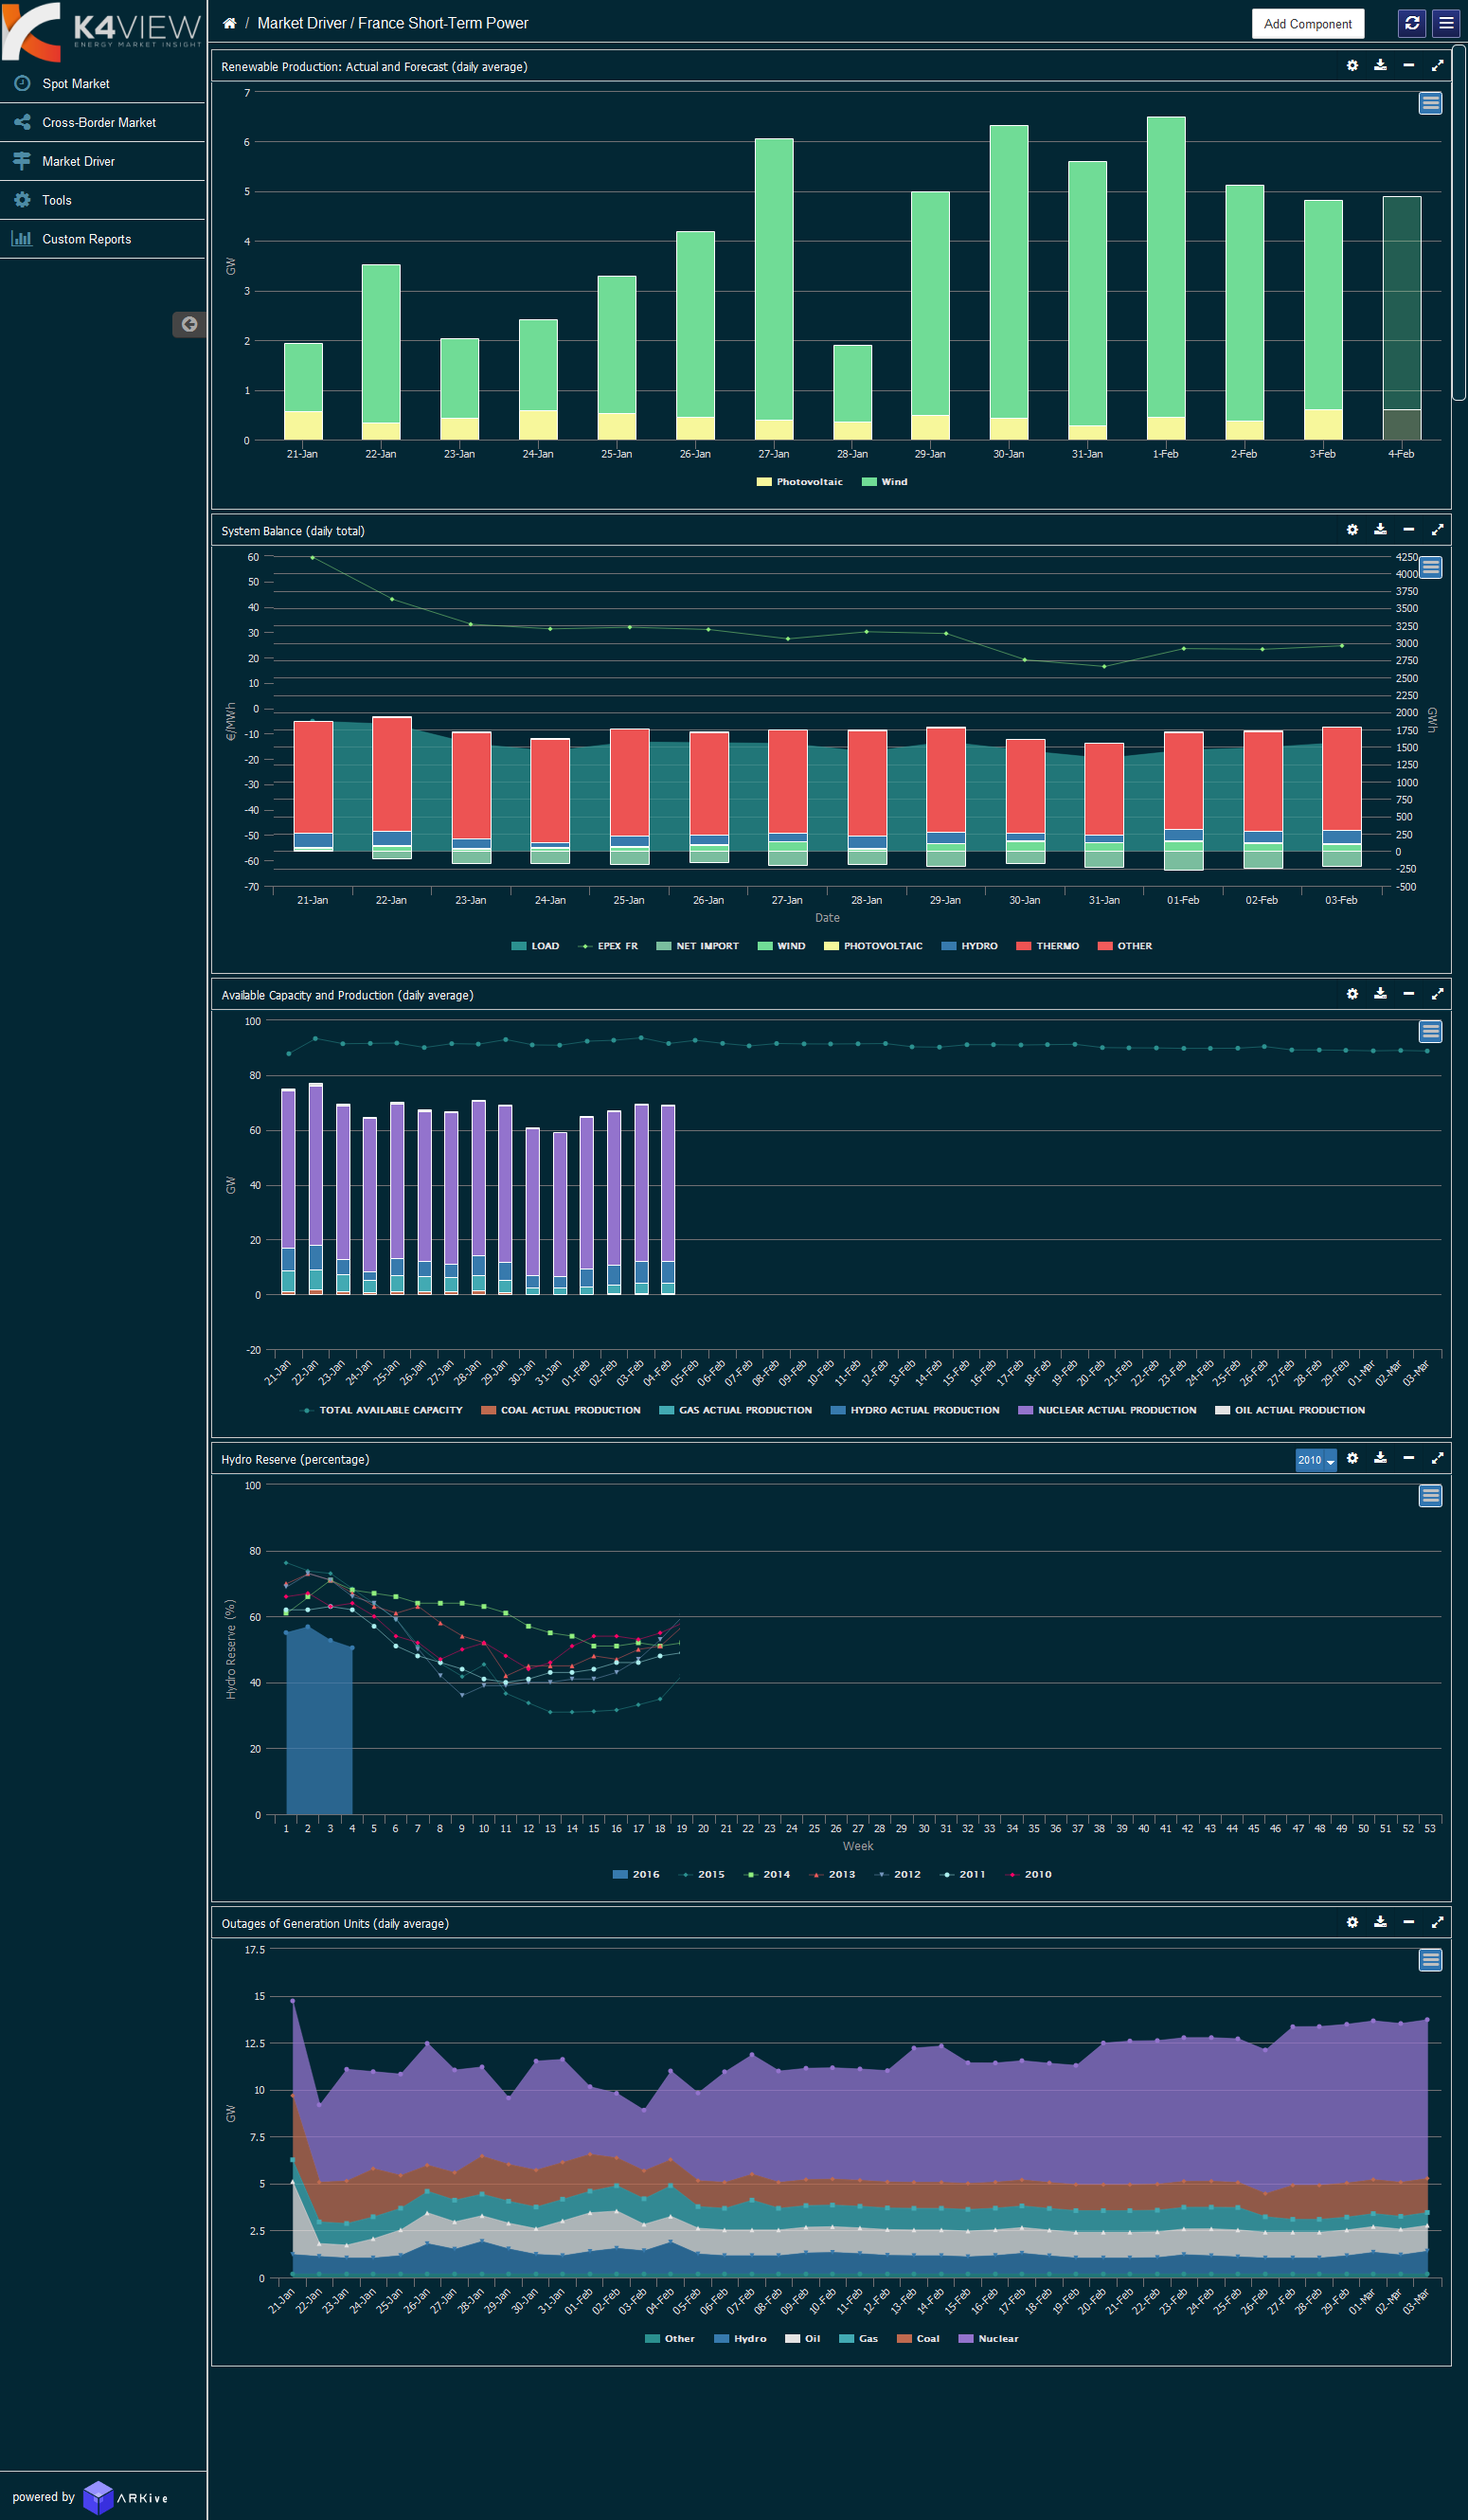 K4VIEW
ENERGY MARKET INSIGHT
Spot Market
Cross-Border Market
Market Driver
Tools
Custom Reports
/ Market Driver / France Short-Term Power
Add Component
Renewable Production: Actual and Forecast (daily average)
7
6
5
4
3
2
1
0
GW
21-Jan 22-Jan 23-Jan 24-Jan 25-Jan 26-Jan 27-Jan 28-Jan 29-Jan 30-Jan 31-Jan 1-Feb 2-Feb 3-Feb 4-Feb
Photovoltaic Wind
System Balance (daily total)
60
50
40
30
20
10
0
-10
-20
-30
-40
-50
-60
-70
€/MWh
4250
4000
3750
3500
3250
3000
2750
2500
2250
2000
1750
1500
1250
1000
750
500
250
0
-250
-500
GWh
21-Jan 22-Jan 23-Jan 24-Jan 25-Jan 26-Jan 27-Jan 28-Jan 29-Jan 30-Jan 31-Jan 01-Feb 02-Feb 03-Feb
Date
LOAD EPEX FR NET IMPORT WIND PHOTOVOLTAIC HYDRO THERMO OTHER
Available Capacity and Production (daily average)
100
80
60
40
20
0
-20
GW
21-Jan 22-Jan 23-Jan 24-Jan 25-Jan 26-Jan 27-Jan 28-Jan 29-Jan 30-Jan 31-Jan 01-Feb 02-Feb 03-Feb 04-Feb 05-Feb 06-Feb 07-Feb 08-Feb 09-Feb 10-Feb 11-Feb 12-Feb 13-Feb 14-Feb 15-Feb 16-Feb 17-Feb 18-Feb 19-Feb 20-Feb 21-Feb 22-Feb 23-Feb 24-Feb 25-Feb 26-Feb 27-Feb 28-Feb 29-Feb 01-Mar 02-Mar 03-Mar
TOTAL AVAILABLE CAPACITY COAL ACTUAL PRODUCTION GAS ACTUAL PRODUCTION HYDRO ACTUAL PRODUCTION NUCLEAR ACTUAL PRODUCTION OIL ACTUAL PRODUCTION
Hydro Reserve (percentage)
2010
100
80
60
40
20
0
Hydro Reserve (%)
1 2 3 4 5 6 7 8 9 10 11 12 13 14 15 16 17 18 19 20 21 22 23 24 25 26 27 28 29 30 31 32 33 34 35 36 37 38 39 40 41 42 43 44 45 46 47 48 49 50 51 52 53
Week
2016 2015 2014 2013 2012 2011 2010
Outages of Generation Units (daily average)
17.5
15
12.5
10
7.5
5
2.5
0
GW
21-Jan 22-Jan 23-Jan 24-Jan 25-Jan 26-Jan 27-Jan 28-Jan 29-Jan 30-Jan 31-Jan 01-Feb 02-Feb 03-Feb 04-Feb 05-Feb 06-Feb 07-Feb 08-Feb 09-Feb 10-Feb 11-Feb 12-Feb 13-Feb 14-Feb 15-Feb 16-Feb 17-Feb 18-Feb 19-Feb 20-Feb 21-Feb 22-Feb 23-Feb 24-Feb 25-Feb 26-Feb 27-Feb 28-Feb 29-Feb 01-Mar 02-Mar 03-Mar
Other Hydro Oil Gas Coal Nuclear
powered by ARKive